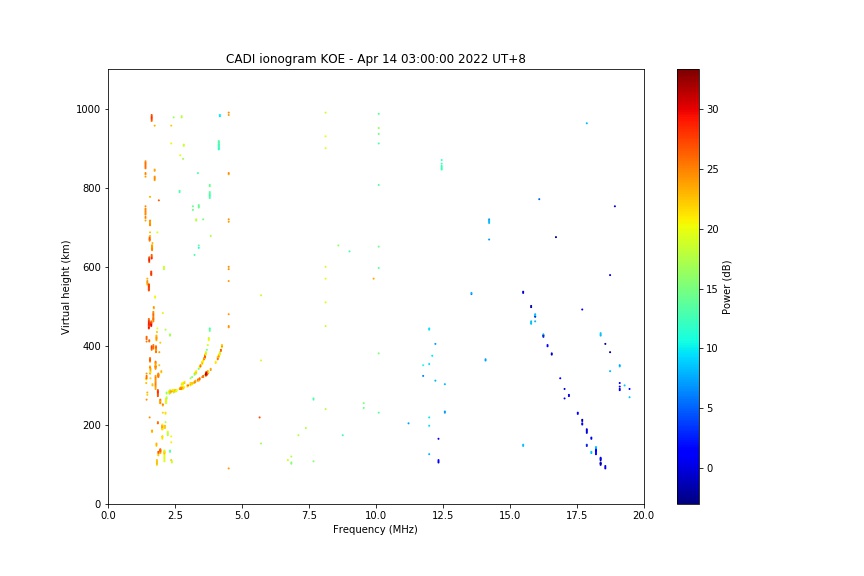 CADI ionogram KOE - Apr 14 03:00:00 2022 UT+8
1000
800
600
400
200
0
Virtual height (km)
0.0 2.5 5.0 7.5 10.0 12.5 15.0 17.5 20.0
Frequency (MHz)
30
25
20
15
10
5
0
Power (dB)